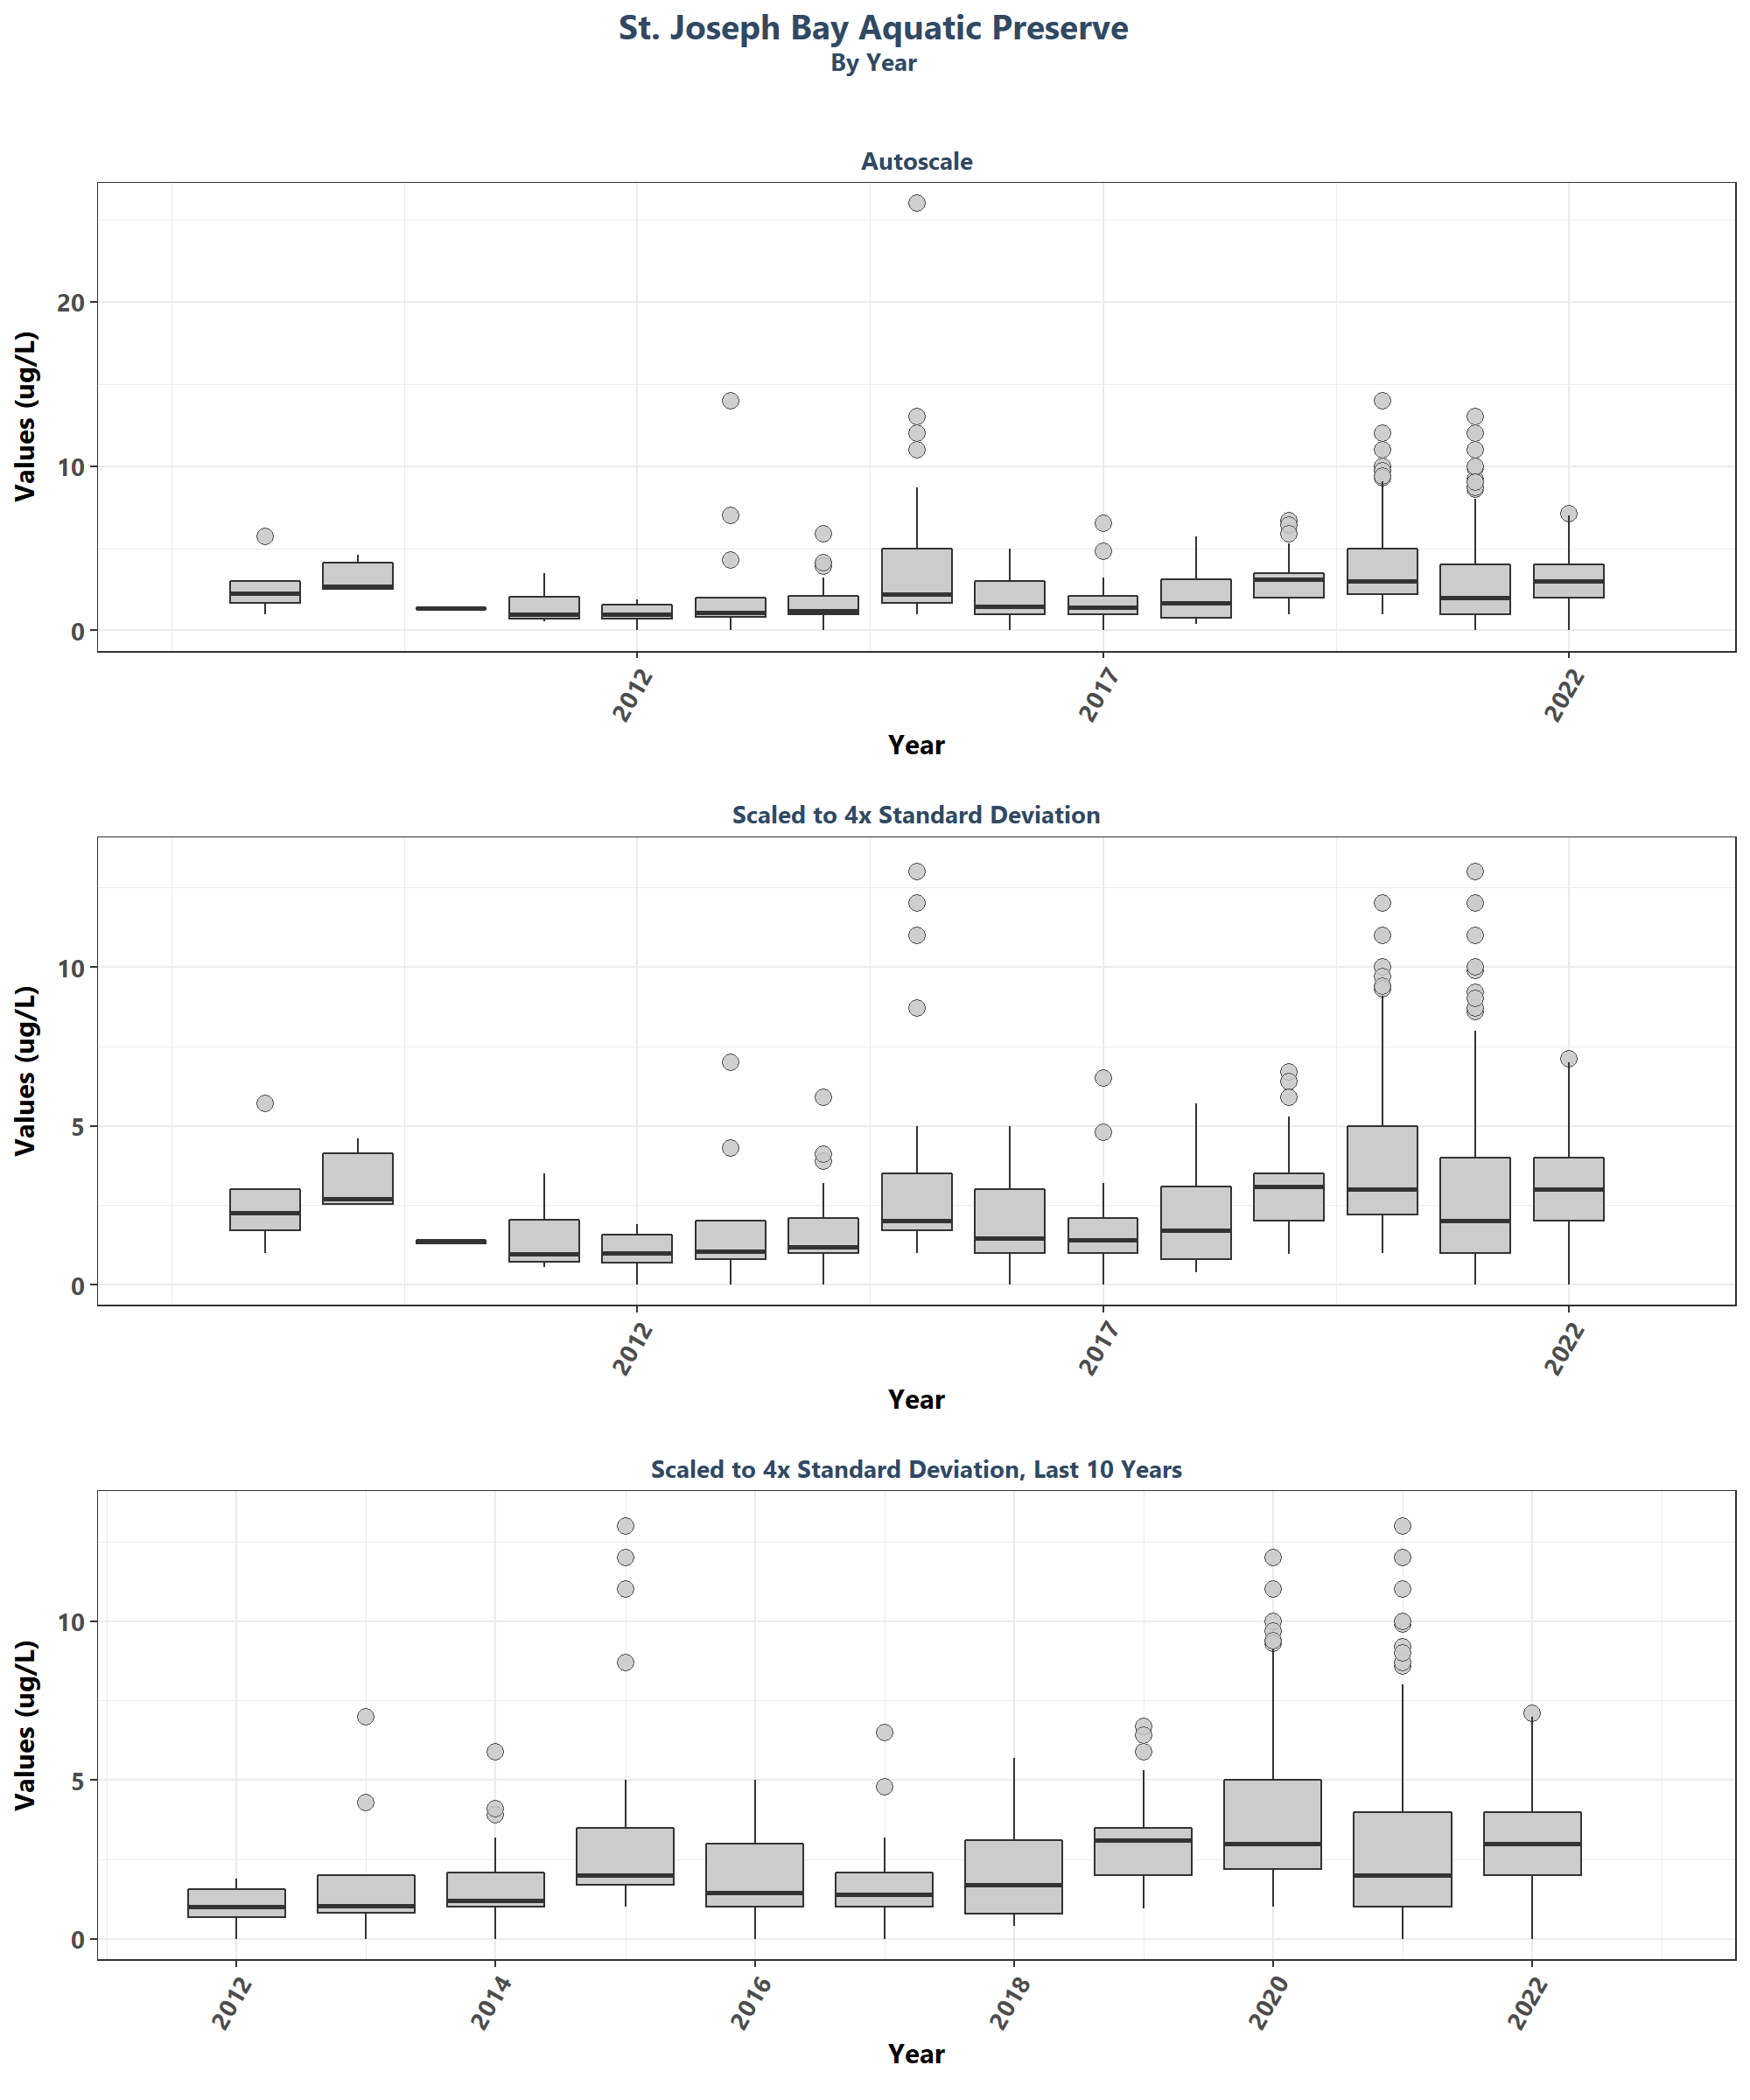 St. Joseph Bay Aquatic Preserve
By Year
Autoscale
Values (ug/L)
20
10
0
2012
2017
2022
Year
Scaled to 4x Standard Deviation
Values (ug/L)
10
5
0
2012
2017
2022
Year
Scaled to 4x Standard Deviation, Last 10 Years
Values (ug/L)
10
5
0
2012
2014
2016
2018
2020
2022
Year